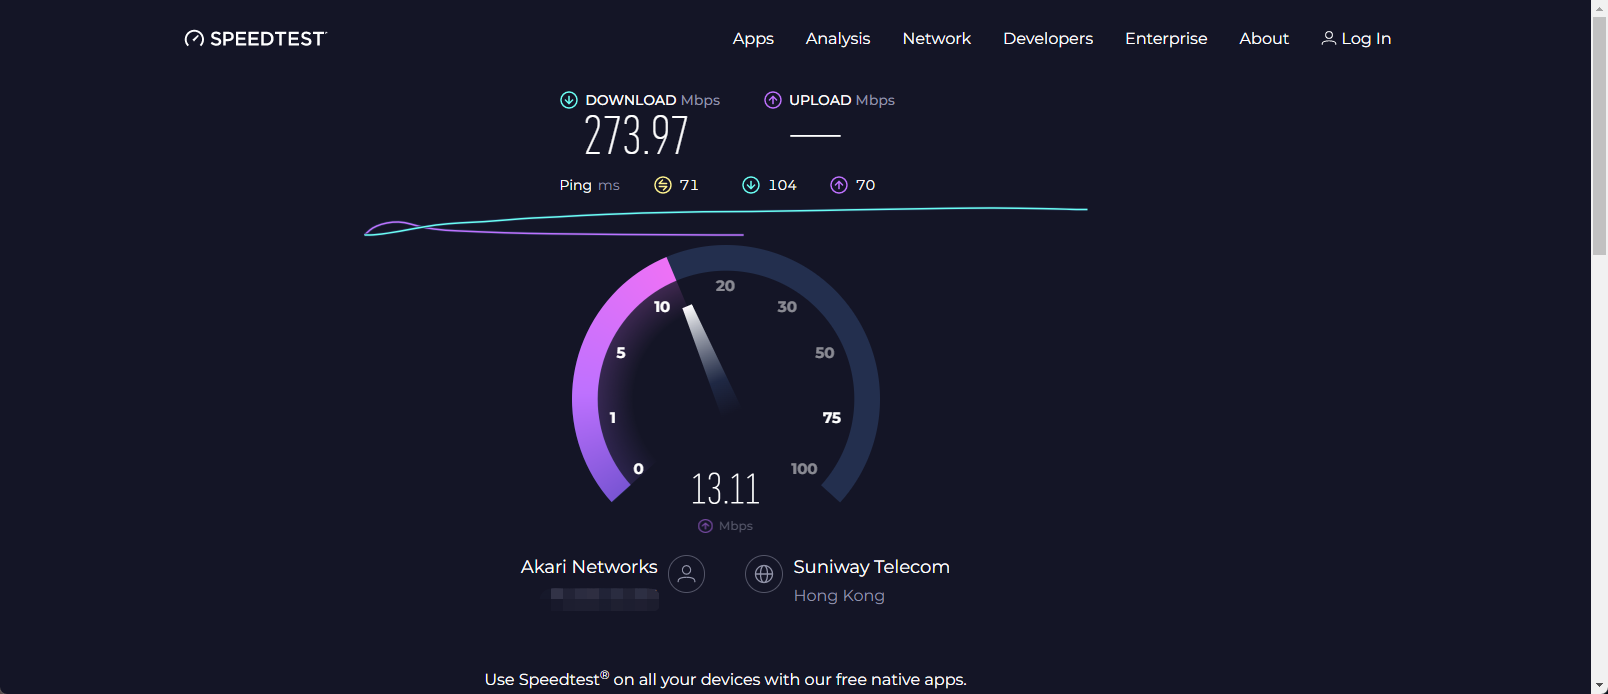 SPEEDTEST Apps Analysis Network Developers Enterprise About Log In
DOWNLOAD Mbps UPLOAD Mbps
273.97
Ping ms 71 104 70
0
1
5
10
20
30
50
75
100
13.11
Mbps
Akari Networks
Suniway Telecom
Hong Kong
Use Speedtest® on all your devices with our free native apps.